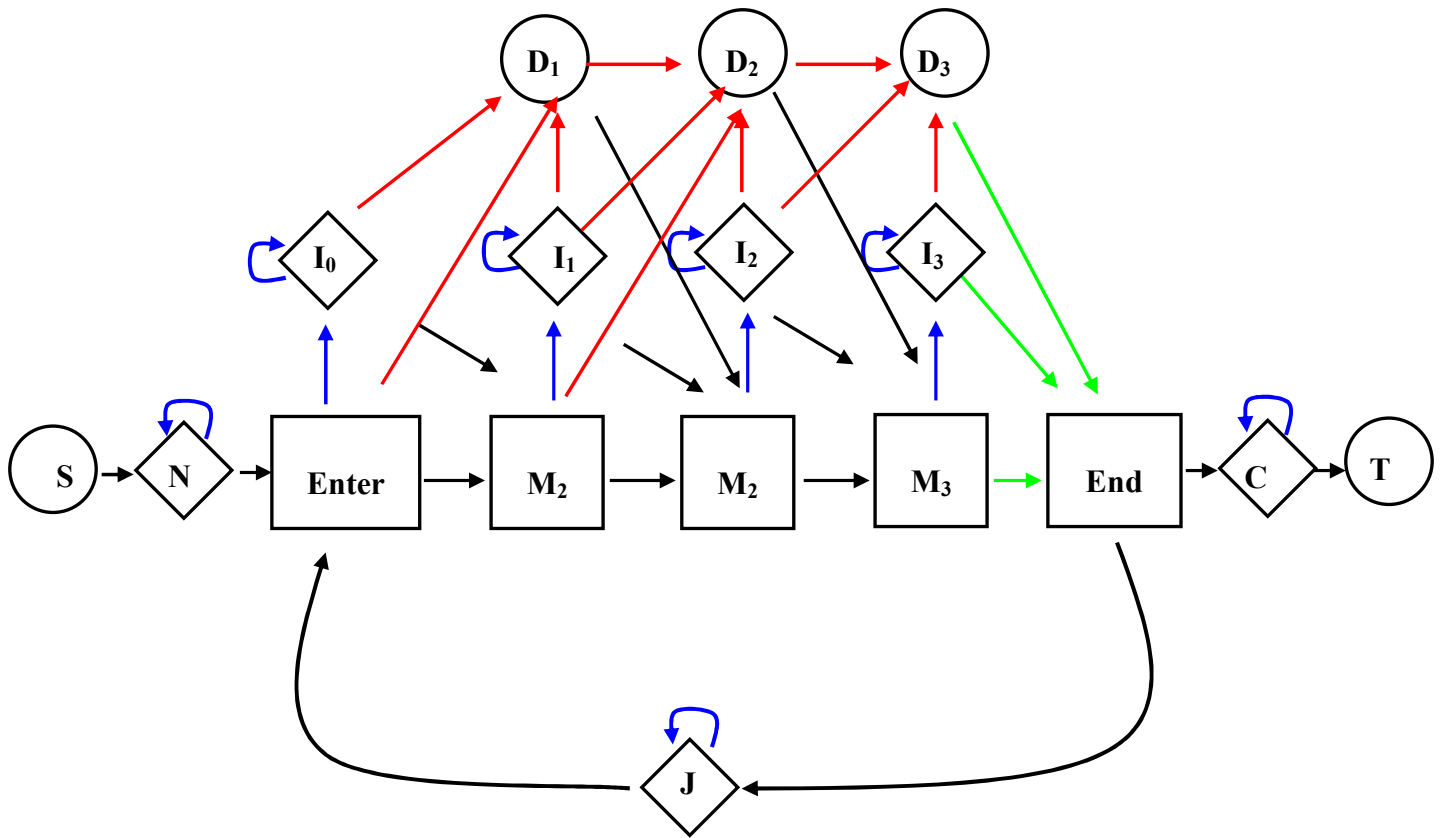 D₁ D₂ D₃
I₀ I₁ I₂ I₃
S N Enter M₂ M₂ M₃ End C T
J